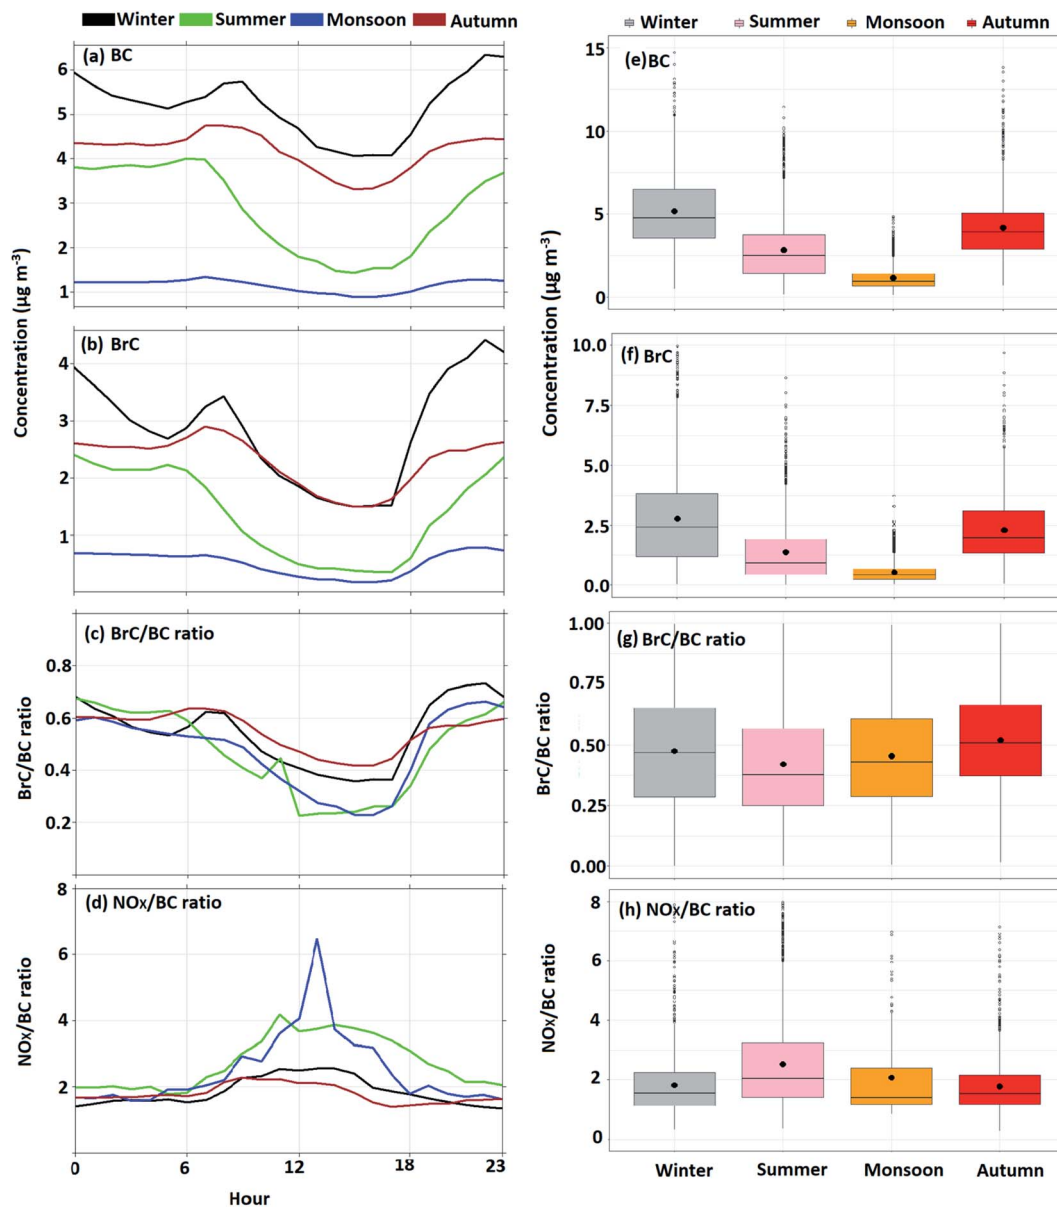 Winter Summer Monsoon Autumn
(a) BC
6
5
4
3
2
1
(b) BrC
4
3
2
1
Concentration (µg m⁻³)
(c) BrC/BC ratio
0.8
0.6
0.4
0.2
BrC/BC ratio
(d) NOx/BC ratio
8
6
4
2
NOx/BC ratio
0 6 12 18 23
Hour
Winter Summer Monsoon Autumn
(e) BC
15
10
5
0
Concentration (µg m⁻³)
(f) BrC
10.0
7.5
5.0
2.5
0.0
(g) BrC/BC ratio
1.00
0.75
0.50
0.25
0.00
BrC/BC ratio
(h) NOx/BC ratio
8
6
4
2
0
NOx/BC ratio
Winter Summer Monsoon Autumn